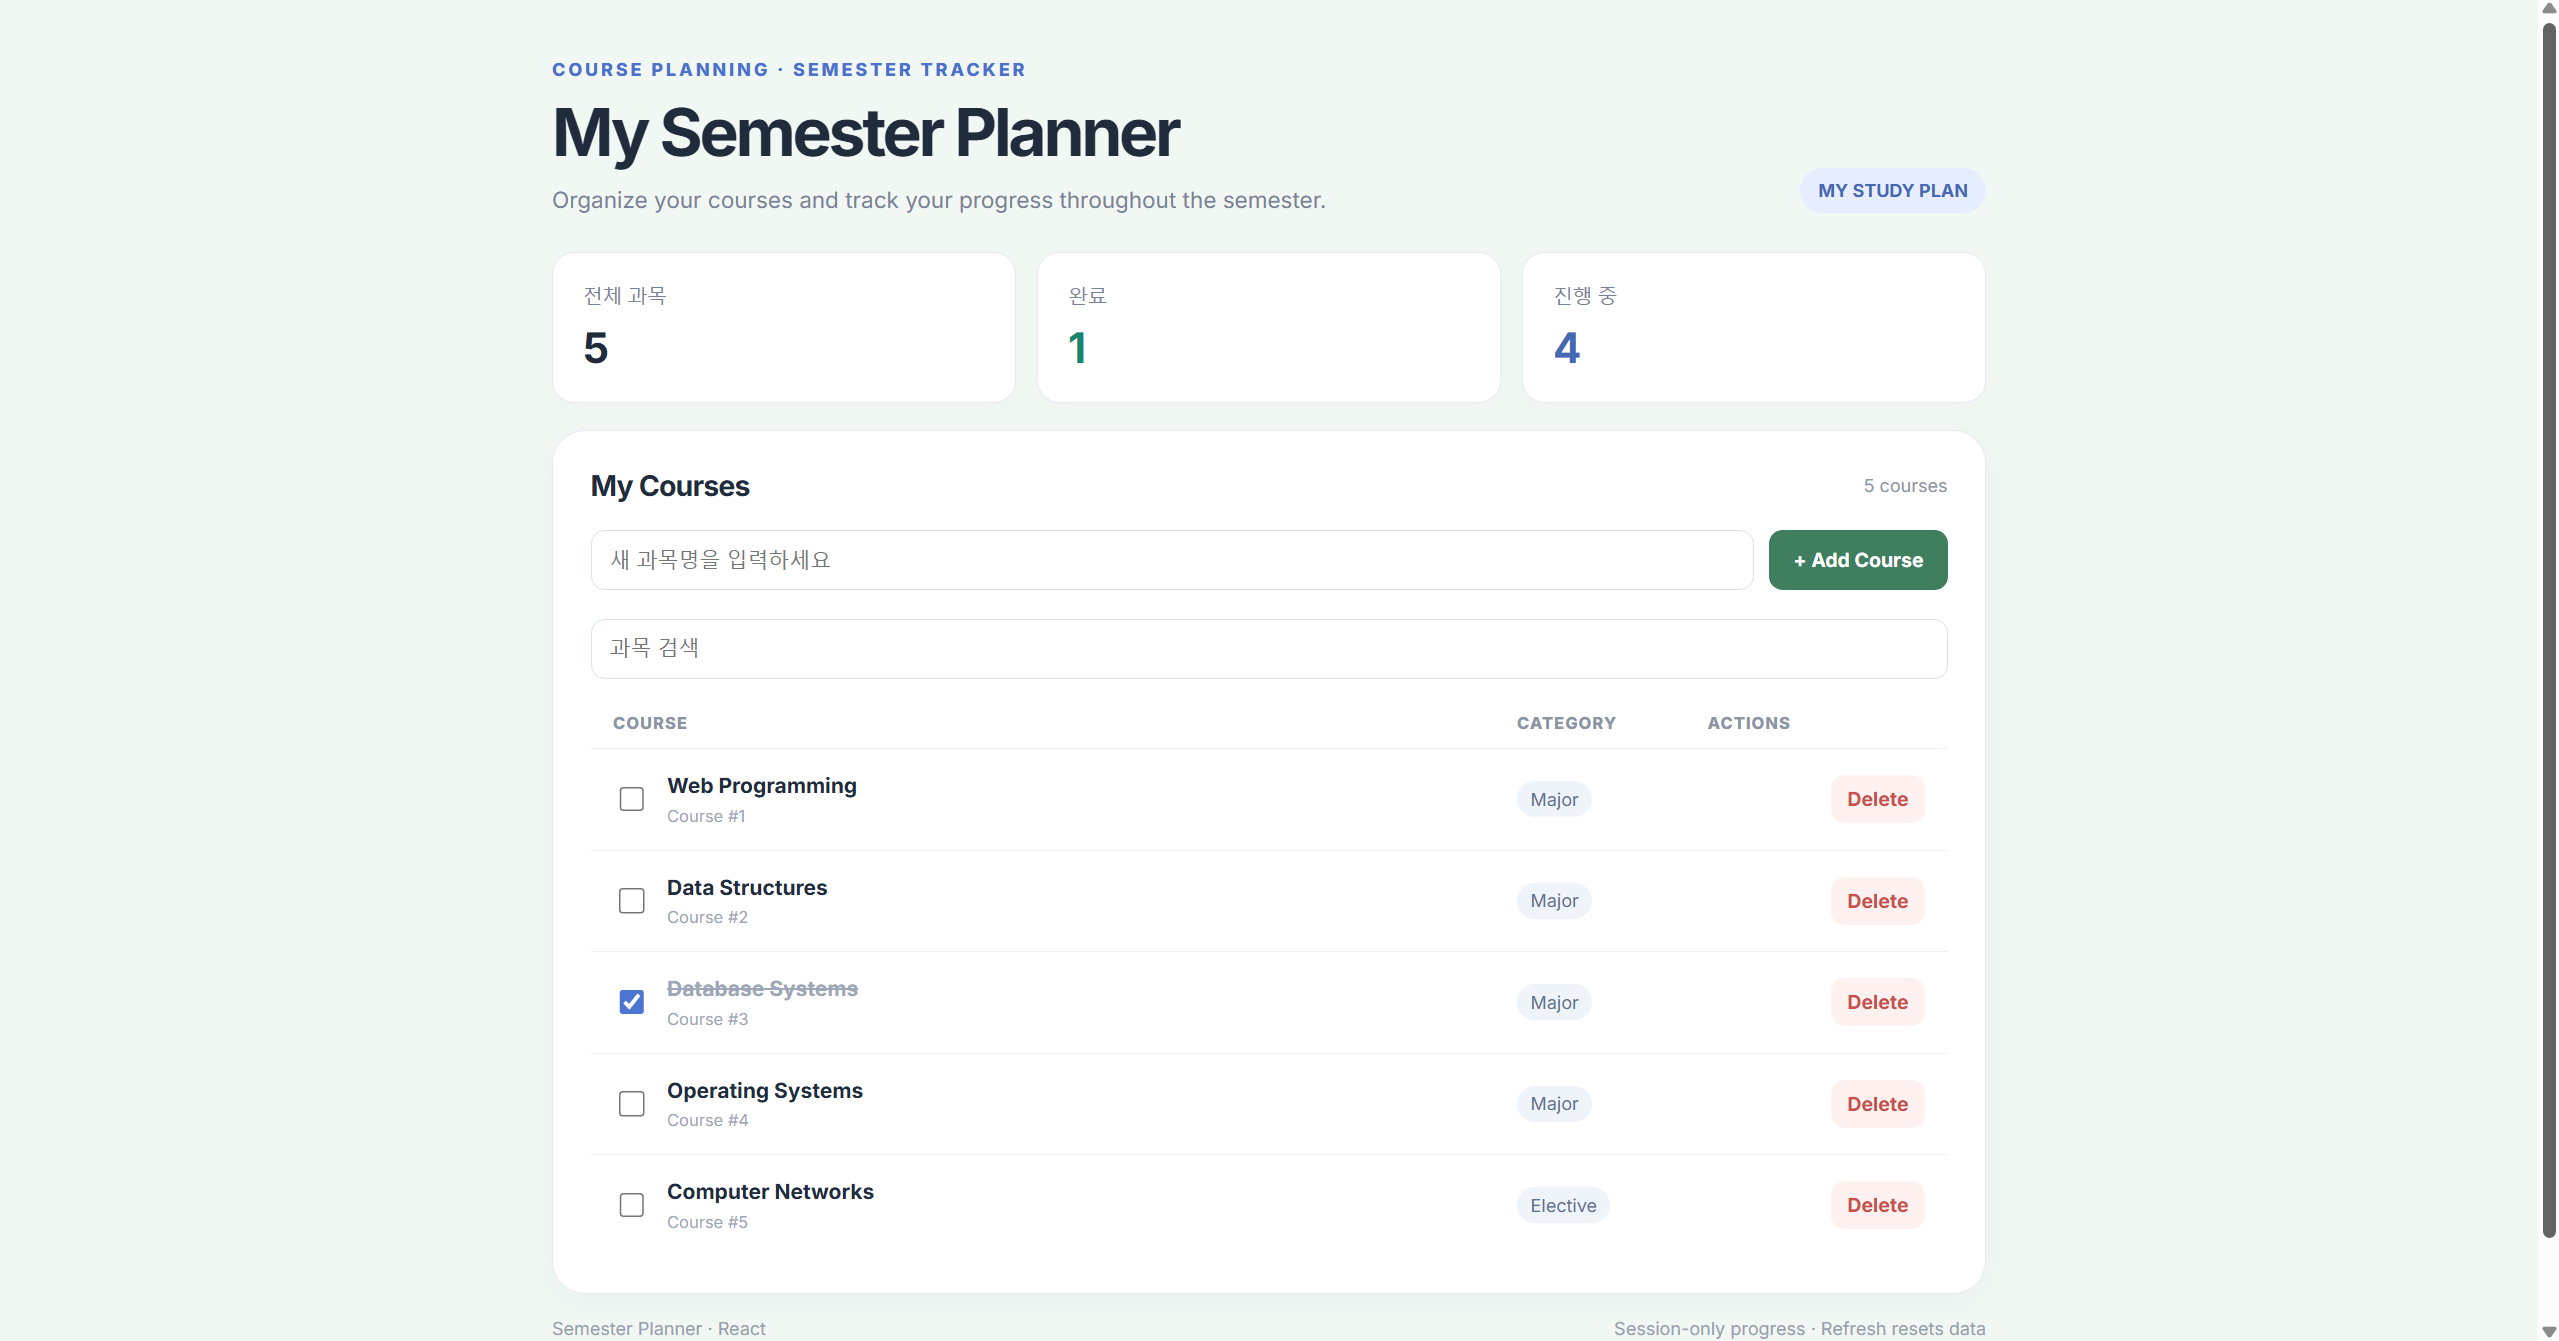 COURSE PLANNING · SEMESTER TRACKER
My Semester Planner
Organize your courses and track your progress throughout the semester.
MY STUDY PLAN
전체 과목
5
완료
1
진행 중
4
My Courses
5 courses
새 과목명을 입력하세요
+ Add Course
과목 검색
COURSE CATEGORY ACTIONS
Web Programming
Course #1
Major
Delete
Data Structures
Course #2
Major
Delete
Database Systems
Course #3
Major
Delete
Operating Systems
Course #4
Major
Delete
Computer Networks
Course #5
Elective
Delete
Semester Planner · React
Session-only progress · Refresh resets data